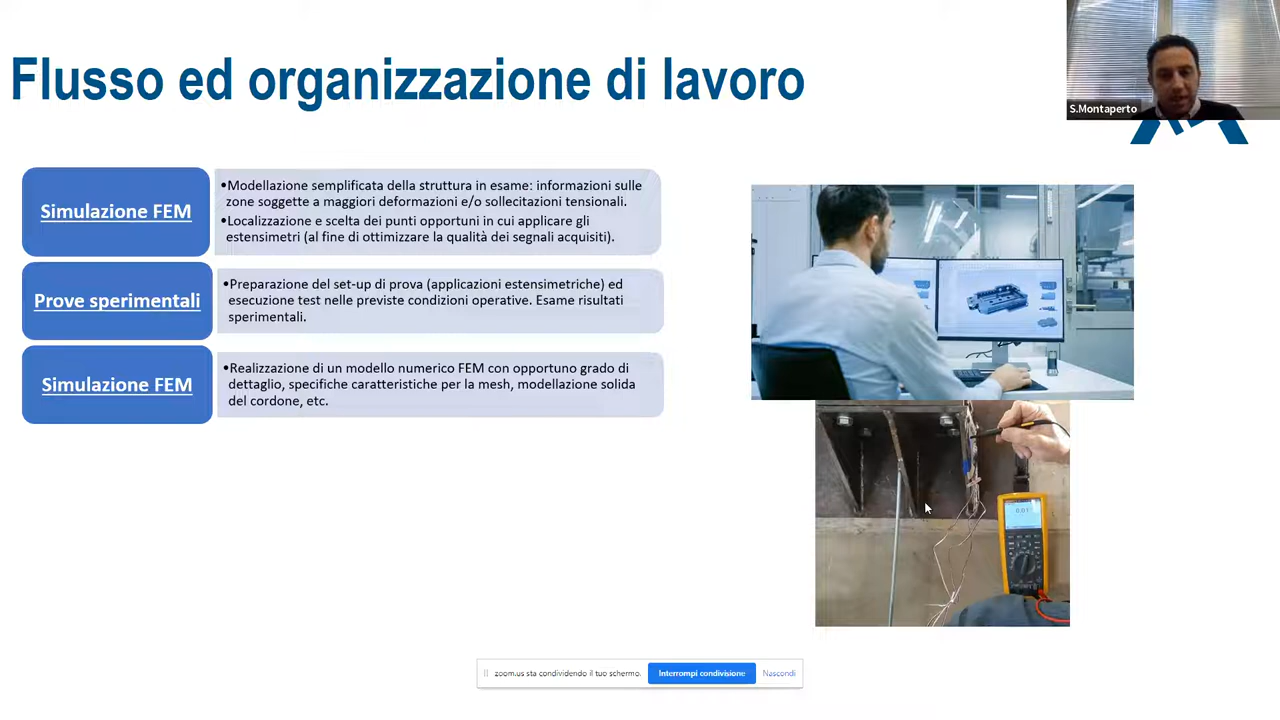 Flusso ed organizzazione di lavoro
S.Montaperto
Simulazione FEM
•Modellazione semplificata della struttura in esame: informazioni sulle
zone soggette a maggiori deformazioni e/o sollecitazioni tensionali.
•Localizzazione e scelta dei punti opportuni in cui applicare gli
estensimetri (al fine di ottimizzare la qualità dei segnali acquisiti).
Prove sperimentali
•Preparazione del set-up di prova (applicazioni estensimetriche) ed
esecuzione test nelle previste condizioni operative. Esame risultati
sperimentali.
Simulazione FEM
•Realizzazione di un modello numerico FEM con opportuno grado di
dettaglio, specifiche caratteristiche per la mesh, modellazione solida
del cordone, etc.
zoom.us sta condividendo il tuo schermo.
Interrompi condivisione
Nascondi